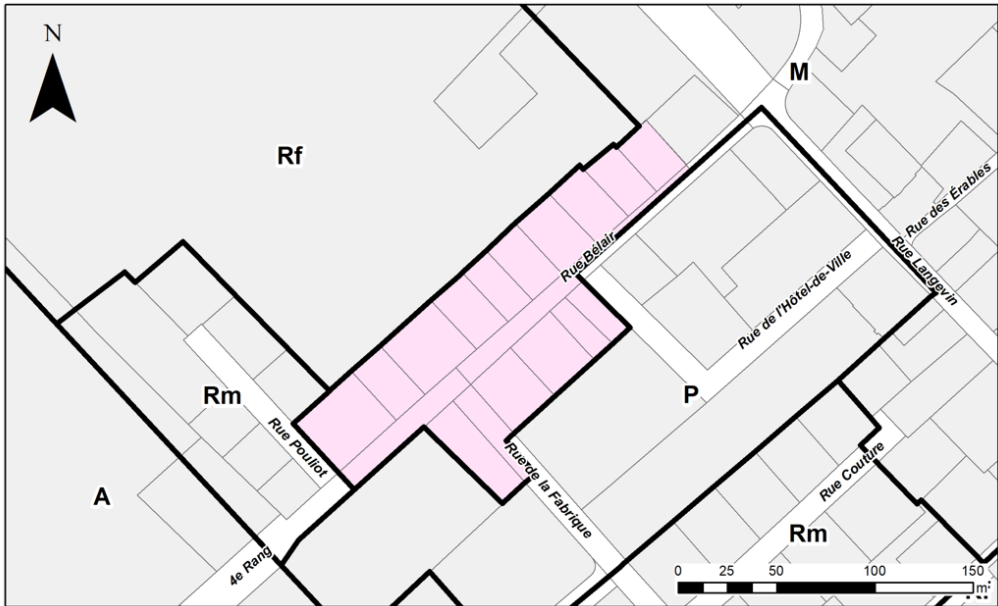 N
M
Rf
Rue des Érables
Rue Bélair
Rue Langevin
Rue de l'Hôtel-de-Ville
Rm
P
Rue Pouliot
Rue de la Fabrique
Rue Couture
A
Rm
4e Rang
0 25 50 100 150
m